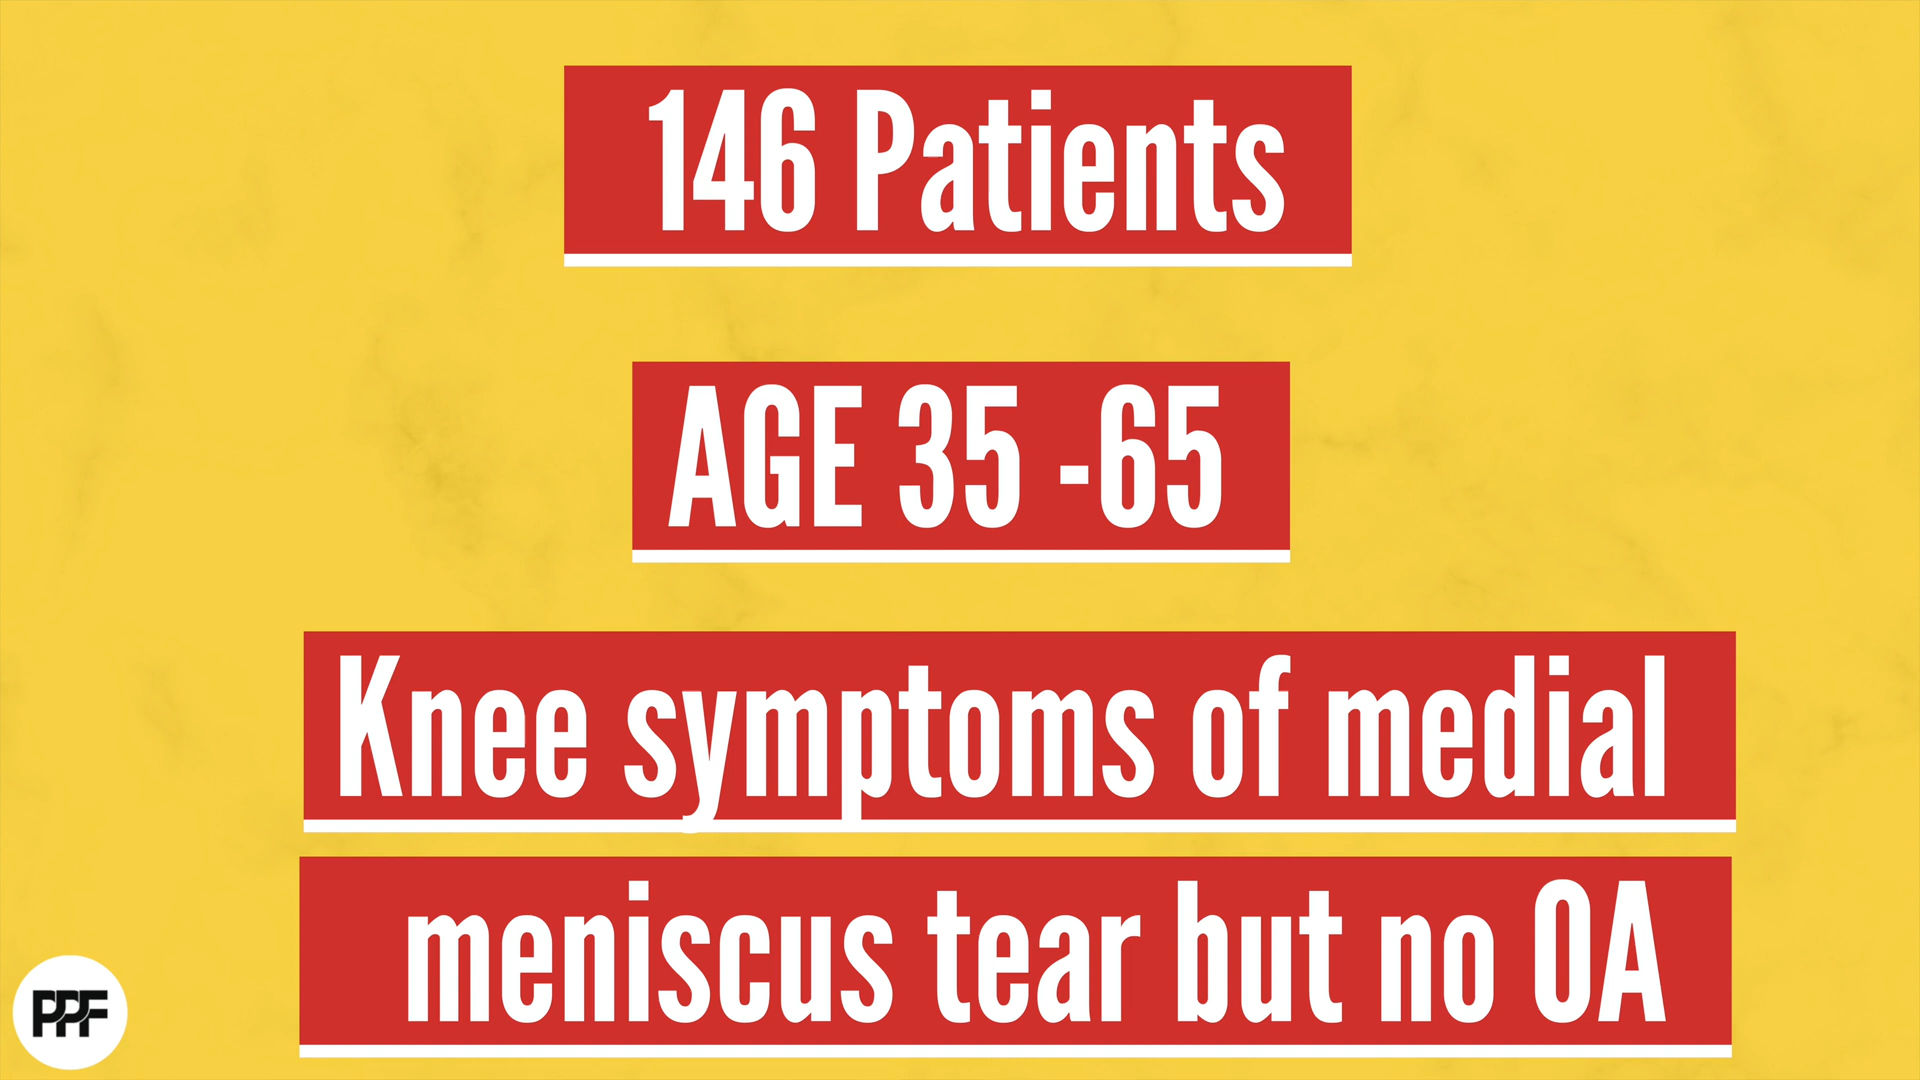 146 Patients
AGE 35 -65
Knee symptoms of medial
meniscus tear but no OA
PPF